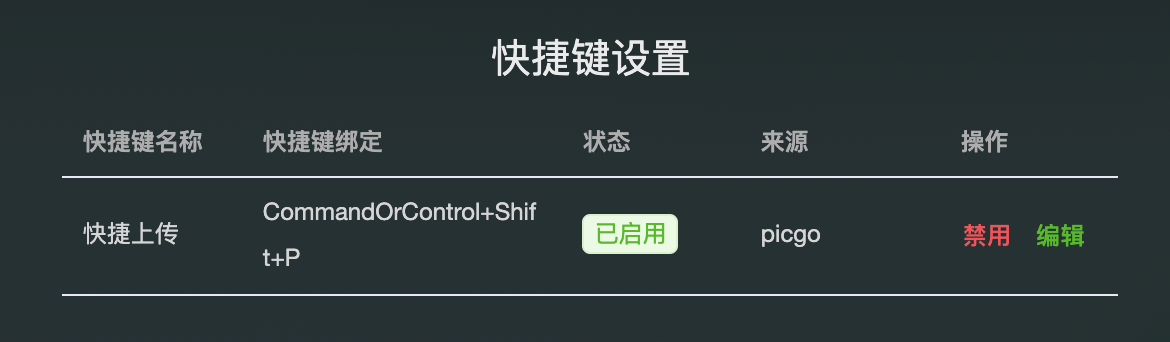 快捷键设置
快捷键名称 快捷键绑定 状态 来源 操作
快捷上传 CommandOrControl+Shif
t+P 已启用 picgo 禁用 编辑